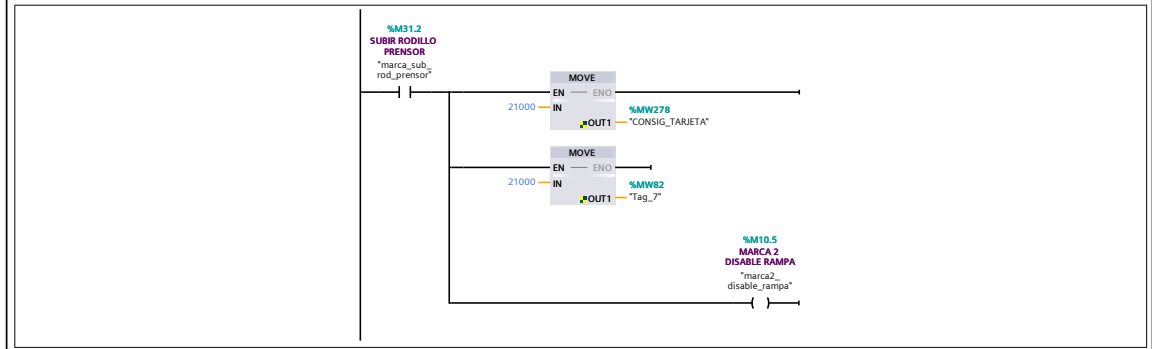 %M31.2
SUBIR RODILLO
PRENSOR
"marca_sub_
rod_prensor"
MOVE
EN
ENO
21000
IN
%MW278
OUT1
"CONSIG_TARJETA"
MOVE
EN
ENO
21000
IN
%MW82
OUT1
"Tag_7"
%M10.5
MARCA 2
DISABLE RAMPA
"marca2_
disable_rampa"